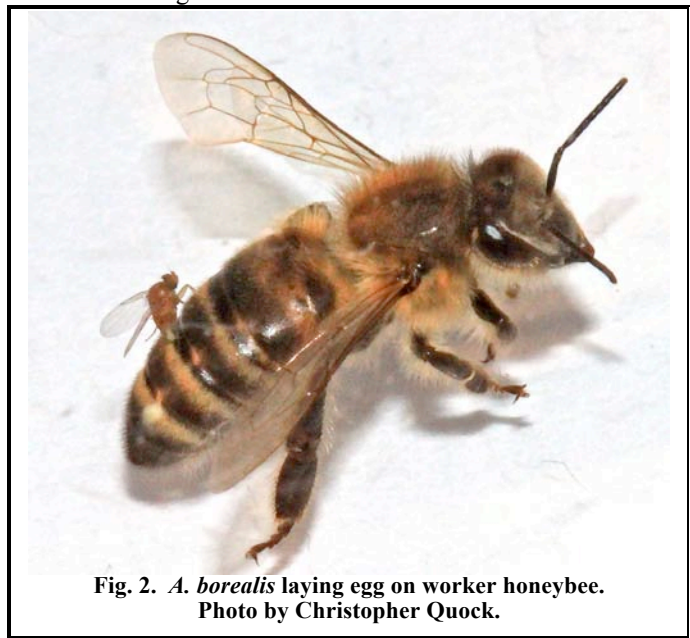 Fig. 2. A. borealis laying egg on worker honeybee.
Photo by Christopher Quock.